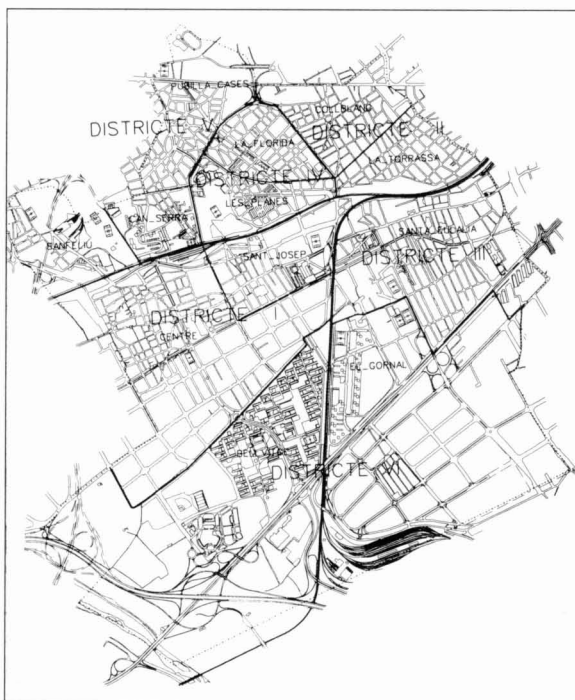 PUBILLA CASES
COLLBLANC
DISTRICTE V
DISTRICTE II
LA FLORIDA
LA TORRASSA
DISTRICTE IV
LES PLANES
CAN SERRA
SANFELIU
SANTA EULALIA
SANT JOSEP
DISTRICTE III
DISTRICTE I
CENTRE
EL GORNAL
BELLVITGE
DISTRICTE VI